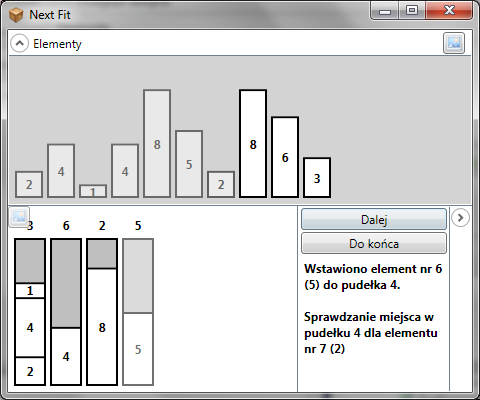 Next Fit
Elementy
2 4 1 4 8 5 2 8 6 3
3 6 2 5
1
4
2
4
8
5
Dalej
Do końca
Wstawiono element nr 6
(5) do pudełka 4.
Sprawdzanie miejsca w
pudełku 4 dla elementu
nr 7 (2)